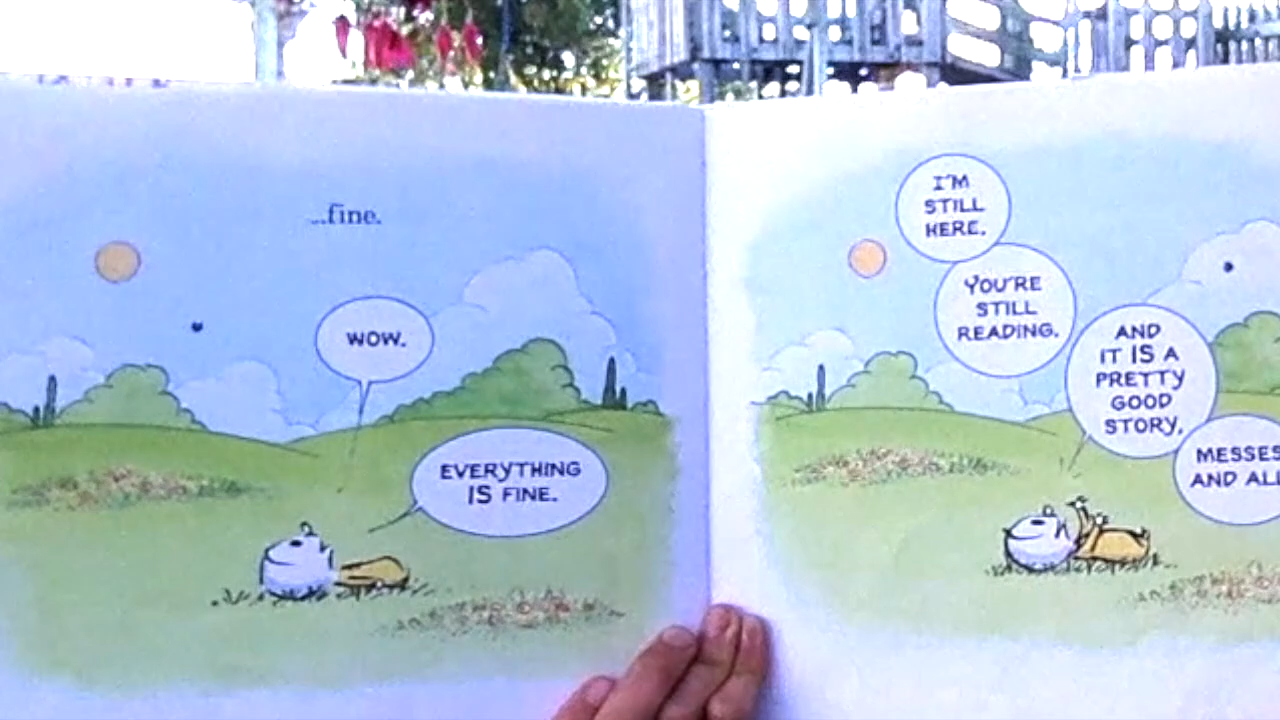 ...fine.
WOW.
EVERYTHING
IS FINE.
I'M
STILL
HERE.
YOU'RE
STILL
READING.
AND
IT IS A
PRETTY
GOOD
STORY,
MESSES
AND ALL